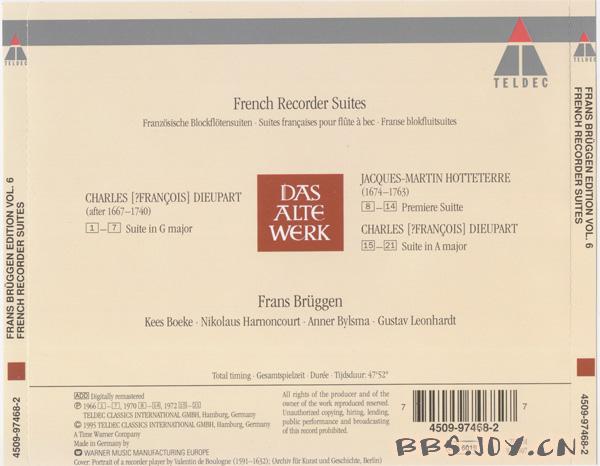 TELDEC
TELDEC
TELDEC
FRANS BRÜGGEN EDITION VOL. 6
FRENCH RECORDER SUITES
4509-97468-2
French Recorder Suites
Französische Blockflötensuiten · Suites françaises pour flûte à bec · Franse blokfluitsuites
CHARLES [?FRANÇOIS] DIEUPART
(after 1667–1740)
1 – 7 Suite in G major
DAS
ALTE
WERK
JACQUES-MARTIN HOTTETERRE
(1674–1763)
8 – 14 Premiere Suitte
CHARLES [?FRANÇOIS] DIEUPART
15 – 21 Suite in A major
Frans Brüggen
Kees Boeke · Nikolaus Harnoncourt · Anner Bylsma · Gustav Leonhardt
Total timing · Gesamtspielzeit · Durée · Tijdsduur: 47'52"
ADD Digitally remastered
℗ 1966 1 – 7, 1970 8 – 14, 1972 15 – 21
TELDEC CLASSICS INTERNATIONAL GMBH, Hamburg, Germany
© 1995 TELDEC CLASSICS INTERNATIONAL GMBH, Hamburg, Germany
A Time Warner Company
Made in Germany by
WARNER MUSIC MANUFACTURING EUROPE
Cover: Portrait of a recorder player by Valentin de Boulogne (1591–1632); (Archiv für Kunst und Geschichte, Berlin)
All rights of the producer and of the
owner of the work reproduced reserved.
Unauthorized copying, hiring, lending,
public performance and broadcasting
of this record prohibited.
7 7
4509-97468-2
BBS.JOY.CN
FRANS BRÜGGEN EDITION VOL. 6
FRENCH RECORDER SUITES
4509-97468-2